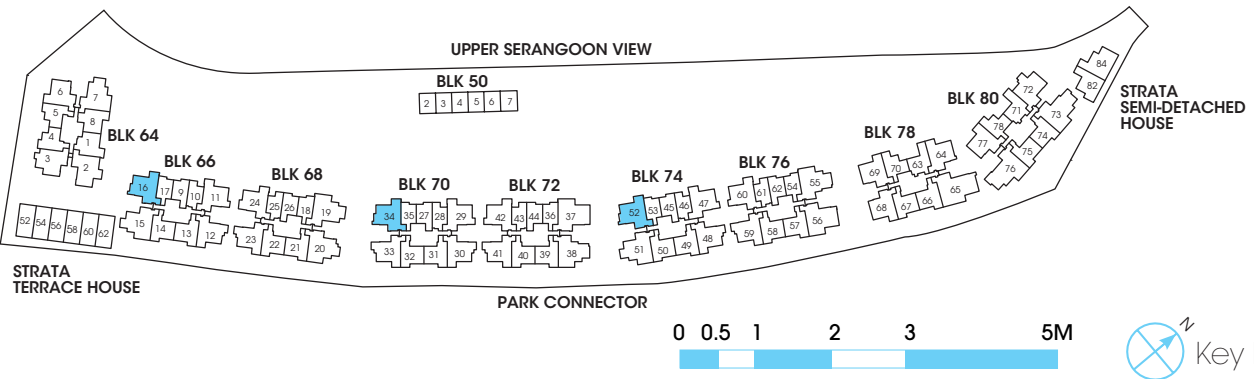 UPPER SERANGOON VIEW
BLK 50
2 3 4 5 6 7
BLK 64
6 7
5 8
4 1
3 2
BLK 66
16 17 9 10 11
15 14 13 12
BLK 68
24 25 26 18 19
23 22 21 20
BLK 70
34 35 27 28 29
33 32 31 30
BLK 72
42 43 44 36 37
41 40 39 38
BLK 74
52 53 45 46 47
51 50 49 48
BLK 76
60 61 62 54 55
59 58 57 56
BLK 78
69 70 63 64
68 67 66 65
BLK 80
72
71 73
78 74
77 75
76
84
82
STRATA
SEMI-DETACHED
HOUSE
52 54 56 58 60 62
STRATA
TERRACE HOUSE
PARK CONNECTOR
0 0.5 1 2 3 5M
N
Key